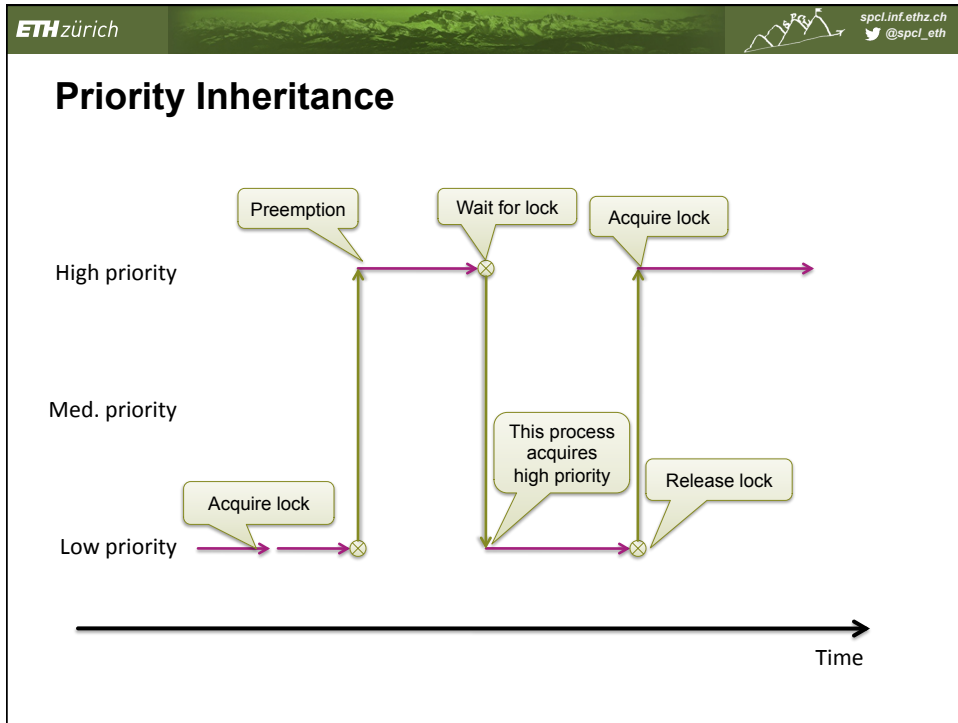 ETH zürich
spcl.inf.ethz.ch
@spcl_eth
SPCL
Priority Inheritance
Preemption
Wait for lock
Acquire lock
High priority
Med. priority
This process
acquires
high priority
Release lock
Acquire lock
Low priority
Time